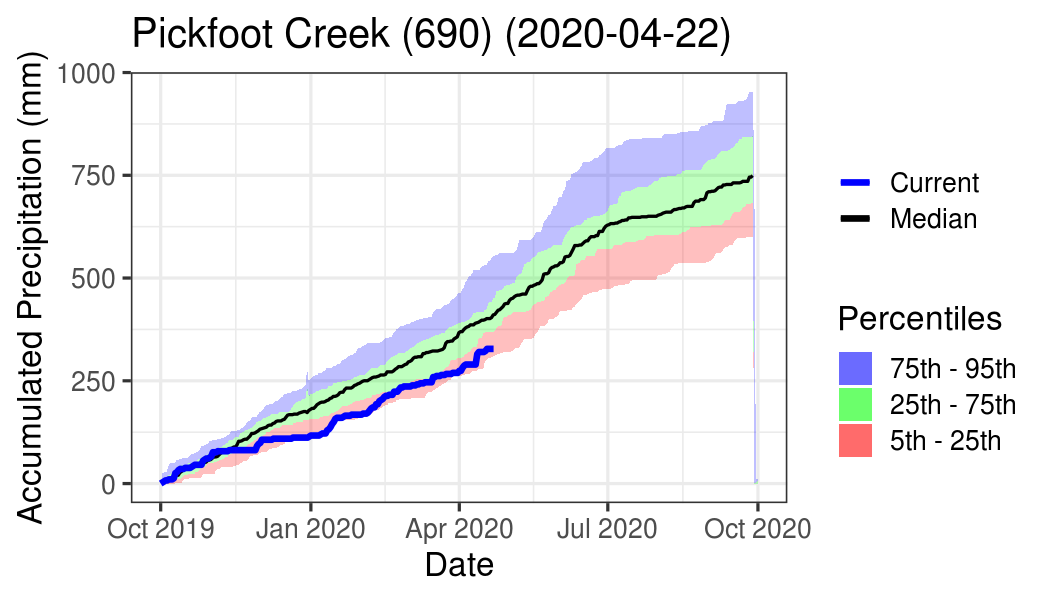 Pickfoot Creek (690) (2020-04-22)
Accumulated Precipitation (mm)
1000
750
500
250
0
Oct 2019
Jan 2020
Apr 2020
Jul 2020
Oct 2020
Date
Current
Median
Percentiles
75th - 95th
25th - 75th
5th - 25th